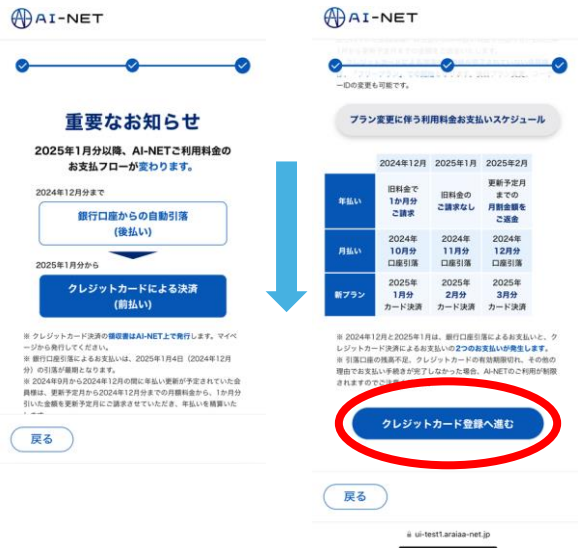 AI-NET
重要なお知らせ
2025年1月分以降、AI-NETご利用料金の
お支払フローが変わります。
2024年12月分まで
銀行口座からの自動引落
(後払い)
2025年1月分から
クレジットカードによる決済
(前払い)
※ クレジットカード決済の領収書はAI-NET上で発行します。マイペ
ージから発行してください。
※ 銀行口座引落によるお支払いは、2025年1月4日（2024年12月
分）の引落が最期となります。
※ 2024年9月から2024年12月の間に年払い更新が予定されていた会
員様は、更新予定月から2024年12月分までの月額料金から、1か月分
引いた金額を更新予定月にご請求させていただき、年払いを精算いた
戻る
AI-NET
ーIDの変更も可能です。
プラン変更に伴う利用料金お支払いスケジュール
2024年12月 2025年1月 2025年2月
年払い
旧料金で
1か月分
ご請求
旧料金の
ご請求なし
更新予定月
までの
月割金額を
ご返金
月払い
2024年
10月分
口座引落
2024年
11月分
口座引落
2024年
12月分
口座引落
新プラン
2025年
1月分
カード決済
2025年
2月分
カード決済
2025年
3月分
カード決済
※ 2024年12月と2025年1月は、銀行口座引落によるお支払いと、ク
レジットカード決済によるお支払いの2つのお支払いが発生します。
※ 引落口座の残高不足、クレジットカードの有効期限切れ、その他の
理由でお支払い手続きが完了しなかった場合、AI-NETのご利用が制限
されますのでご注意
クレジットカード登録へ進む
戻る
ui-test1.araiaa-net.jp